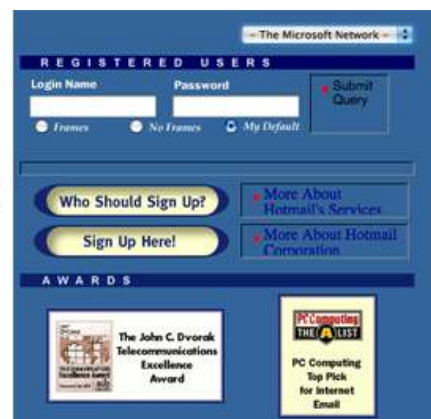 - The Microsoft Network -
REGISTERED USERS
Login Name
Password
Submit
Query
Frames
No Frames
My Default
Who Should Sign Up?
More About
Hotmail's Services
Sign Up Here!
More About Hotmail
Corporation
AWARDS
The John C. Dvorak
Telecommunications
Excellence
Award
PC Computing
THE A LIST
PC Computing
Top Pick
for Internet
Email